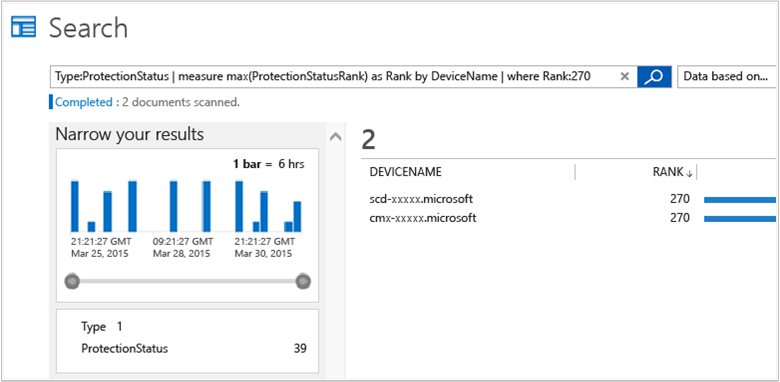 Search
Type:ProtectionStatus | measure max(ProtectionStatusRank) as Rank by DeviceName | where Rank:270
Data based on...
Completed : 2 documents scanned.
Narrow your results
1 bar = 6 hrs
21:21:27 GMT 09:21:27 GMT 21:21:27 GMT
Mar 25, 2015 Mar 28, 2015 Mar 30, 2015
Type 1
ProtectionStatus 39
2
DEVICENAME RANK
scd-xxxxx.microsoft 270
cmx-xxxxx.microsoft 270